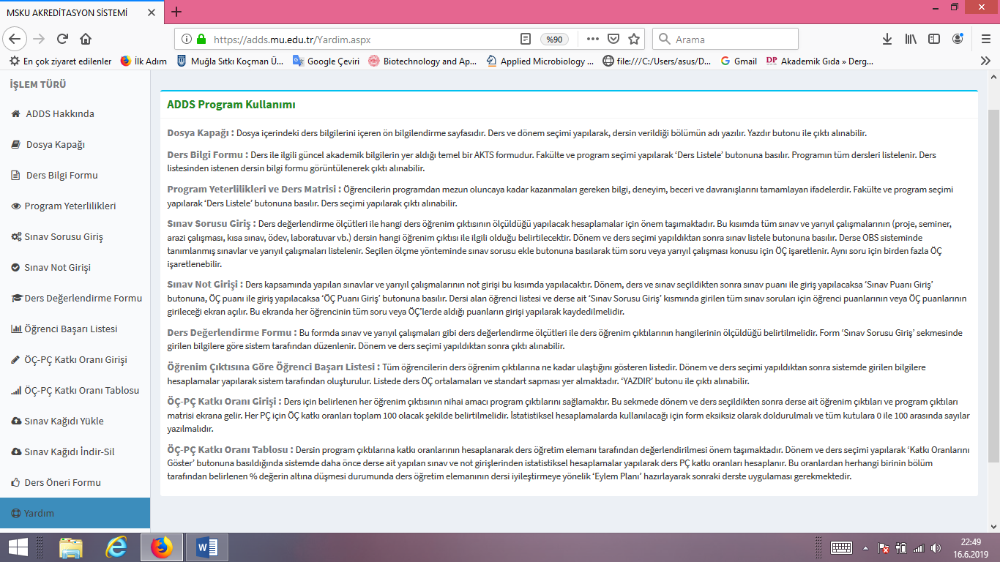 MSKU AKREDİTASYON SİSTEMİ
https://adds.mu.edu.tr/Yardim.aspx
%90
Arama
En çok ziyaret edilenler
İlk Adım
Muğla Sıtkı Koçman Ü...
Google Çeviri
Biotechnology and Ap...
Applied Microbiology ...
file:///C:/Users/asus/D...
Gmail
DP Akademik Gıda » Derg...
İŞLEM TÜRÜ
ADDS Hakkında
Dosya Kapağı
Ders Bilgi Formu
Program Yeterlilikleri
Sınav Sorusu Giriş
Sınav Not Girişi
Ders Değerlendirme Formu
Öğrenci Başarı Listesi
ÖÇ-PÇ Katkı Oranı Girişi
ÖÇ-PÇ Katkı Oranı Tablosu
Sınav Kağıdı Yükle
Sınav Kağıdı İndir-Sil
Ders Öneri Formu
Yardım
ADDS Program Kullanımı
Dosya Kapağı : Dosya içerindeki ders bilgilerini içeren ön bilgilendirme sayfasıdır. Ders ve dönem seçimi yapılarak, dersin verildiği bölümün adı yazılır. Yazdır butonu ile çıktı alınabilir.
Ders Bilgi Formu : Ders ile ilgili güncel akademik bilgilerin yer aldığı temel bir AKTS formudur. Fakülte ve program seçimi yapılarak ‘Ders Listele’ butonuna basılır. Programın tüm dersleri listelenir. Ders
listesinden istenen dersin bilgi formu görüntülenerek çıktı alınabilir.
Program Yeterlilikleri ve Ders Matrisi : Öğrencilerin programdan mezun oluncaya kadar kazanmaları gereken bilgi, deneyim, beceri ve davranışlarını tamamlayan ifadelerdir. Fakülte ve program seçimi
yapılarak ‘Ders Listele’ butonuna basılır. Ders seçimi yapılarak çıktı alınabilir.
Sınav Sorusu Giriş : Ders değerlendirme ölçütleri ile hangi ders öğrenim çıktısının ölçüldüğü yapılacak hesaplamalar için önem taşımaktadır. Bu kısımda tüm sınav ve yarıyıl çalışmalarının (proje, seminer,
arazi çalışması, kısa sınav, ödev, laboratuvar vb.) dersin hangi öğrenim çıktısı ile ilgili olduğu belirtilecektir. Dönem ve ders seçimi yapıldıktan sonra sınav listele butonuna basılır. Derse OBS sisteminde
tanımlanmış sınavlar ve yarıyıl çalışmaları listelenir. Seçilen ölçme yönteminde sınav sorusu ekle butonuna basılarak tüm soru veya yarıyıl çalışması konusu için ÖÇ işaretlenir. Aynı soru için birden fazla ÖÇ
işaretlenebilir.
Sınav Not Girişi : Ders kapsamında yapılan sınavlar ve yarıyıl çalışmalarının not girişi bu kısımda yapılacaktır. Dönem, ders ve sınav seçildikten sonra sınav puanı ile giriş yapılacaksa ‘Sınav Puanı Giriş’
butonuna, ÖÇ puanı ile giriş yapılacaksa ‘ÖÇ Puanı Giriş’ butonuna basılır. Dersi alan öğrenci listesi ve derse ait ‘Sınav Sorusu Giriş’ kısmında girilen tüm sınav soruları için öğrenci puanlarının veya ÖÇ puanlarının
girileceği ekran açılır. Bu ekranda her öğrencinin tüm soru veya ÖÇ’lerde aldığı puanların girişi yapılarak kaydedilmelidir.
Ders Değerlendirme Formu : Bu formda sınav ve yarıyıl çalışmaları gibi ders değerlendirme ölçütleri ile ders öğrenim çıktılarının hangilerinin ölçüldüğü belirtilmelidir. Form ‘Sınav Sorusu Giriş’ sekmesinde
girilen bilgilere göre sistem tarafından düzenlenir. Dönem ve ders seçimi yapıldıktan sonra çıktı alınabilir.
Öğrenim Çıktısına Göre Öğrenci Başarı Listesi : Tüm öğrencilerin ders öğrenim çıktılarına ne kadar ulaştığını gösteren listedir. Dönem ve ders seçimi yapıldıktan sonra sistemde girilen bilgilere
hesaplamalar yapılarak sistem tarafından oluşturulur. Listede ders ÖÇ ortalamaları ve standart sapması yer almaktadır. ‘YAZDIR’ butonu ile çıktı alınabilir.
ÖÇ-PÇ Katkı Oranı Girişi : Ders için belirlenen her öğrenim çıktısının nihai amacı program çıktılarını sağlamaktır. Bu sekmede dönem ve ders seçildikten sonra derse ait öğrenim çıktıları ve program çıktıları
matrisi ekrana gelir. Her PÇ için ÖÇ katkı oranları toplam 100 olacak şekilde belirtilmelidir. İstatistiksel hesaplamalarda kullanılacağı için form eksiksiz olarak doldurulmalı ve tüm kutulara 0 ile 100 arasında sayılar
yazılmalıdır.
ÖÇ-PÇ Katkı Oranı Tablosu : Dersin program çıktılarına katkı oranlarının hesaplanarak ders öğretim elemanı tarafından değerlendirilmesi önem taşımaktadır. Dönem ve ders seçimi yapılarak ‘Katkı Oranlarını
Göster’ butonuna basıldığında sistemde daha önce derse ait yapılan sınav ve not girişlerinden istatistiksel hesaplamalar yapılarak ders PÇ katkı oranları hesaplanır. Bu oranlardan herhangi birinin bölüm
tarafından belirlenen % değerin altına düşmesi durumunda ders öğretim elemanının dersi iyileştirmeye yönelik ‘Eylem Planı’ hazırlayarak sonraki derste uygulaması gerekmektedir.
22:49
16.6.2019